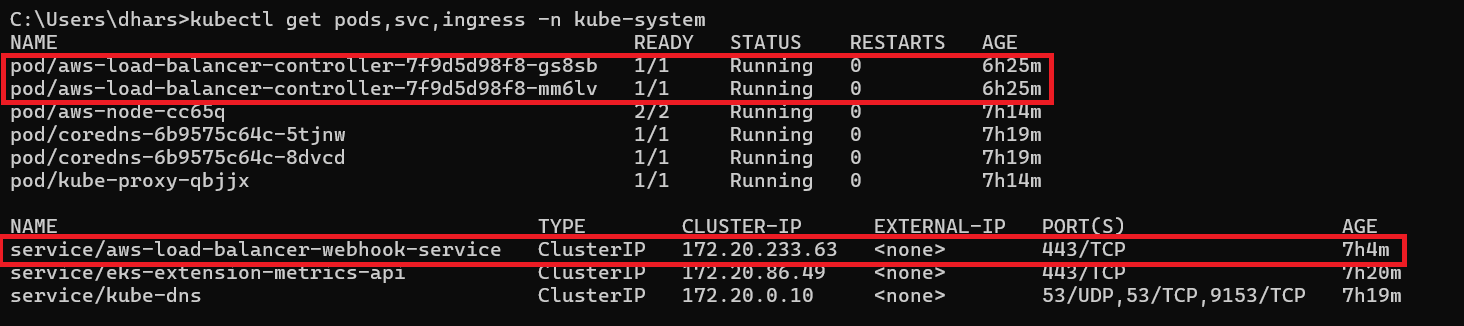 C:\Users\dhars>kubectl get pods,svc,ingress -n kube-system
NAME READY STATUS RESTARTS AGE
pod/aws-load-balancer-controller-7f9d5d98f8-gs8sb 1/1 Running 0 6h25m
pod/aws-load-balancer-controller-7f9d5d98f8-mm6lv 1/1 Running 0 6h25m
pod/aws-node-cc65q 2/2 Running 0 7h14m
pod/coredns-6b9575c64c-5tjnw 1/1 Running 0 7h19m
pod/coredns-6b9575c64c-8dvcd 1/1 Running 0 7h19m
pod/kube-proxy-qbjjx 1/1 Running 0 7h14m
NAME TYPE CLUSTER-IP EXTERNAL-IP PORT(S) AGE
service/aws-load-balancer-webhook-service ClusterIP 172.20.233.63 <none> 443/TCP 7h4m
service/eks-extension-metrics-api ClusterIP 172.20.86.49 <none> 443/TCP 7h20m
service/kube-dns ClusterIP 172.20.0.10 <none> 53/UDP,53/TCP,9153/TCP 7h19m